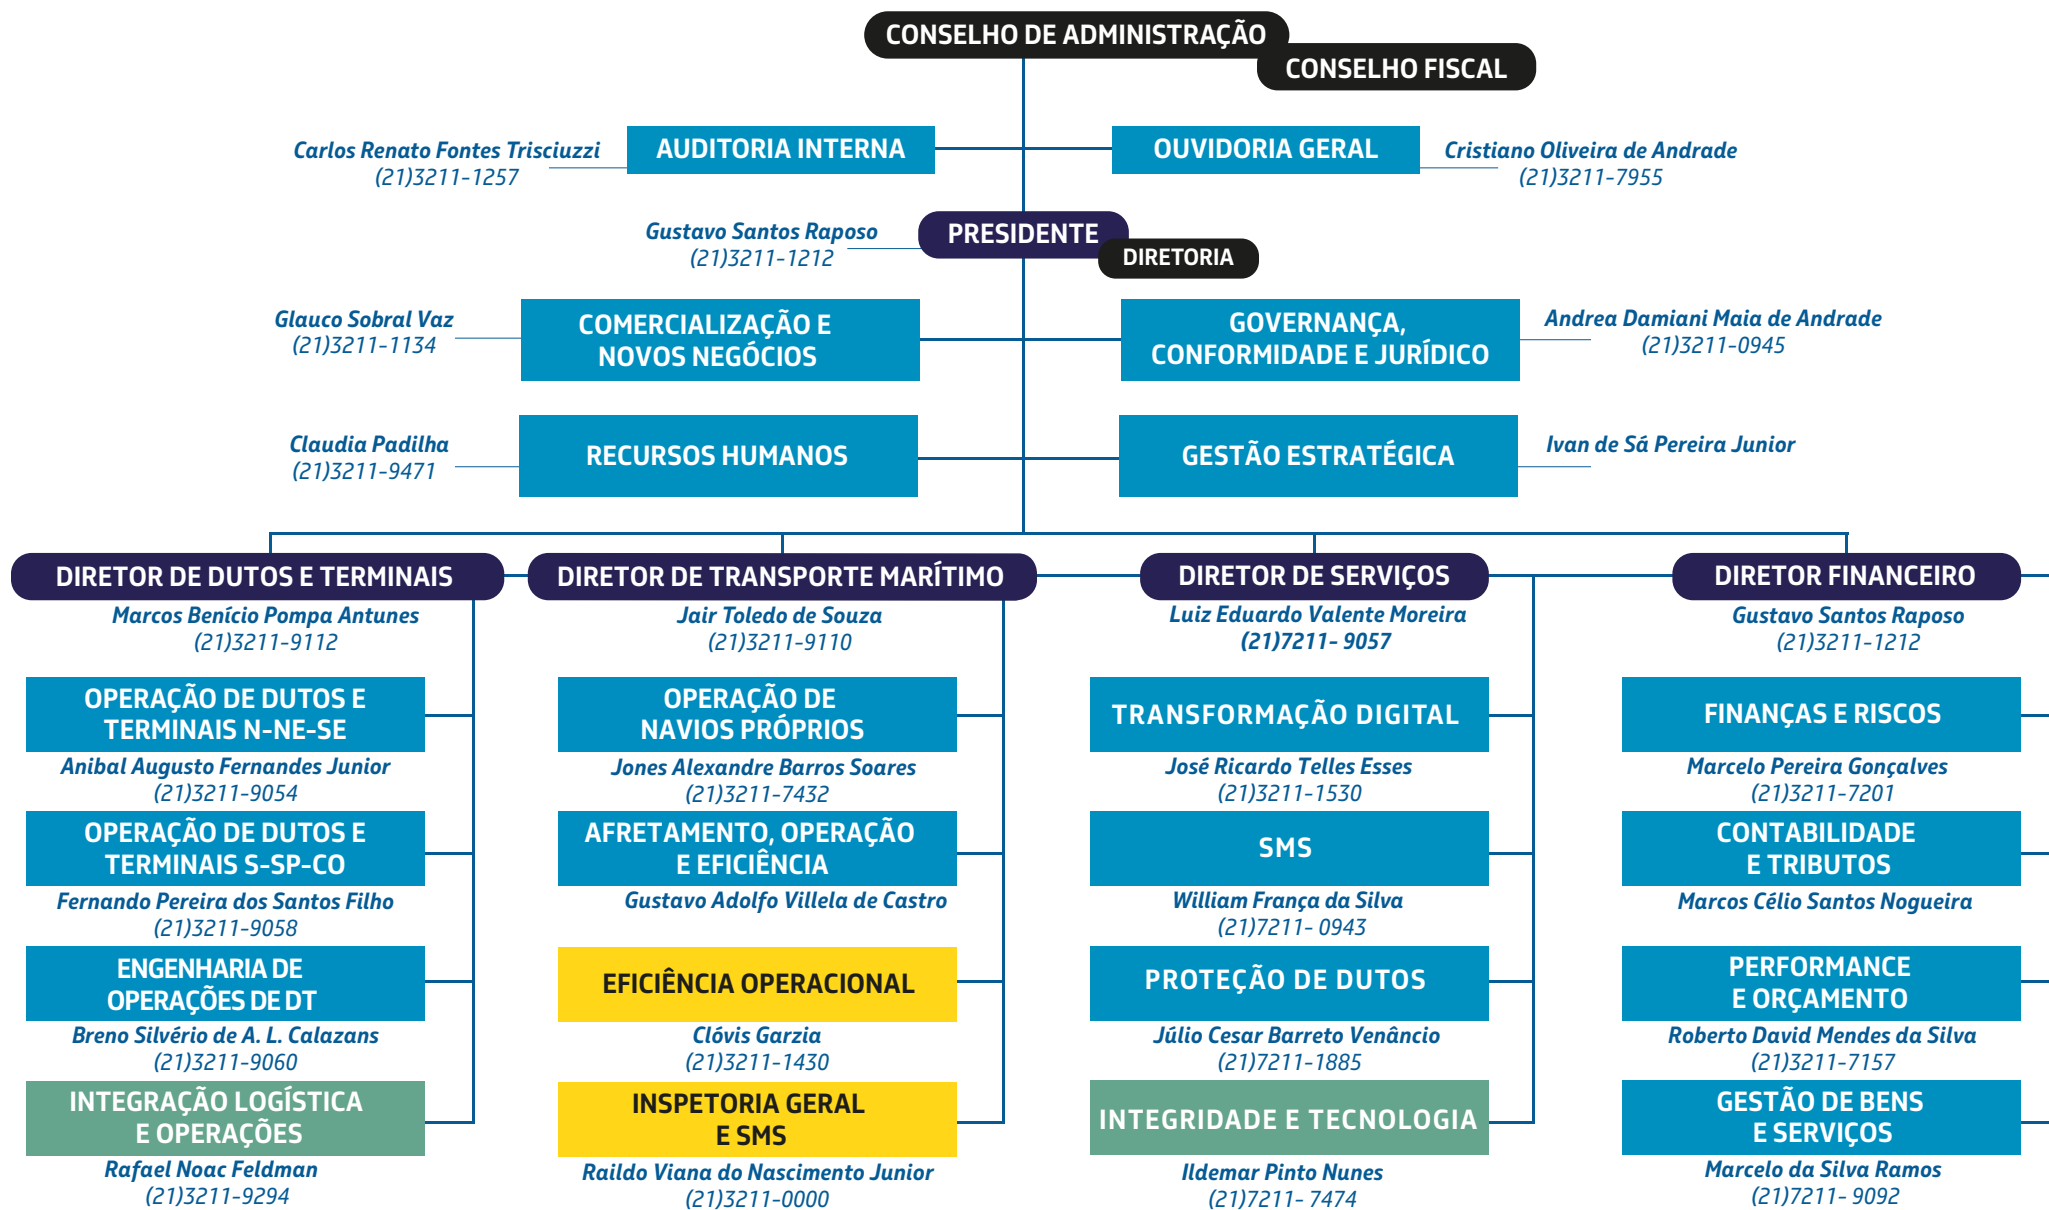 CONSELHO DE ADMINISTRAÇÃO
CONSELHO FISCAL
Carlos Renato Fontes Trisciuzzi
(21)3211-1257
AUDITORIA INTERNA
OUVIDORIA GERAL
Cristiano Oliveira de Andrade
(21)3211-7955
Gustavo Santos Raposo
(21)3211-1212
PRESIDENTE
DIRETORIA
Glauco Sobral Vaz
(21)3211-1134
COMERCIALIZAÇÃO E
NOVOS NEGÓCIOS
GOVERNANÇA,
CONFORMIDADE E JURÍDICO
Andrea Damiani Maia de Andrade
(21)3211-0945
Claudia Padilha
(21)3211-9471
RECURSOS HUMANOS
GESTÃO ESTRATÉGICA
Ivan de Sá Pereira Junior
DIRETOR DE DUTOS E TERMINAIS
Marcos Benício Pompa Antunes
(21)3211-9112
OPERAÇÃO DE DUTOS E
TERMINAIS N-NE-SE
Anibal Augusto Fernandes Junior
(21)3211-9054
OPERAÇÃO DE DUTOS E
TERMINAIS S-SP-CO
Fernando Pereira dos Santos Filho
(21)3211-9058
ENGENHARIA DE
OPERAÇÕES DE DT
Breno Silvério de A. L. Calazans
(21)3211-9060
INTEGRAÇÃO LOGÍSTICA
E OPERAÇÕES
Rafael Noac Feldman
(21)3211-9294
DIRETOR DE TRANSPORTE MARÍTIMO
Jair Toledo de Souza
(21)3211-9110
OPERAÇÃO DE
NAVIOS PRÓPRIOS
Jones Alexandre Barros Soares
(21)3211-7432
AFRETAMENTO, OPERAÇÃO
E EFICIÊNCIA
Gustavo Adolfo Villela de Castro
EFICIÊNCIA OPERACIONAL
Clóvis Garzia
(21)3211-1430
INSPETORIA GERAL
E SMS
Raildo Viana do Nascimento Junior
(21)3211-0000
DIRETOR DE SERVIÇOS
Luiz Eduardo Valente Moreira
(21)7211- 9057
TRANSFORMAÇÃO DIGITAL
José Ricardo Telles Esses
(21)3211-1530
SMS
William França da Silva
(21)7211- 0943
PROTEÇÃO DE DUTOS
Júlio Cesar Barreto Venâncio
(21)7211-1885
INTEGRIDADE E TECNOLOGIA
Ildemar Pinto Nunes
(21)7211- 7474
DIRETOR FINANCEIRO
Gustavo Santos Raposo
(21)3211-1212
FINANÇAS E RISCOS
Marcelo Pereira Gonçalves
(21)3211-7201
CONTABILIDADE
E TRIBUTOS
Marcos Célio Santos Nogueira
PERFORMANCE
E ORÇAMENTO
Roberto David Mendes da Silva
(21)3211-7157
GESTÃO DE BENS
E SERVIÇOS
Marcelo da Silva Ramos
(21)7211- 9092